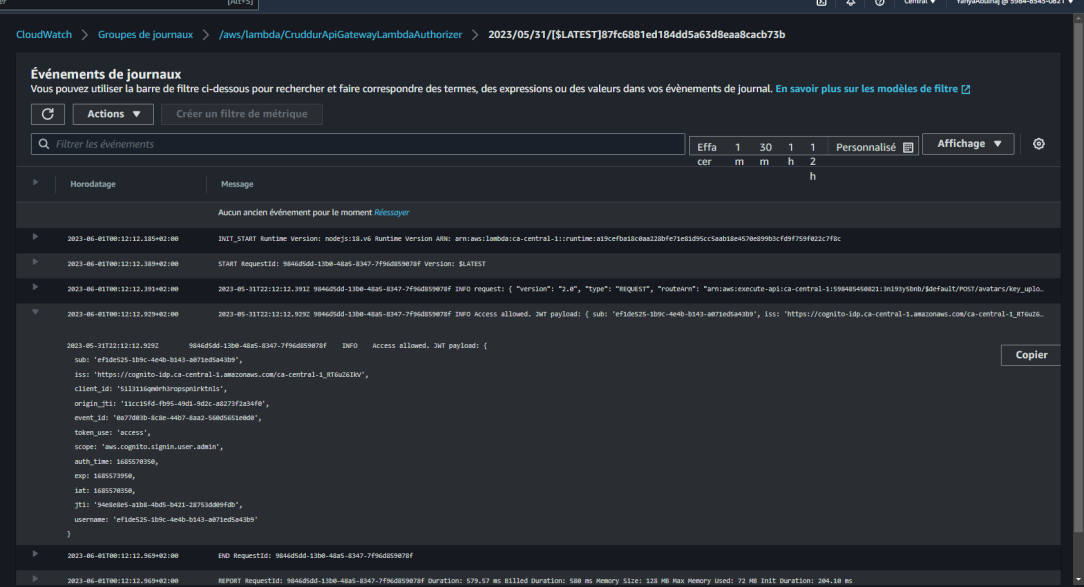 [Alt+S]
Central ▼
CloudWatch > Groupes de journaux > /aws/lambda/CruddurApiGatewayLambdaAuthorizer > 2023/05/31/[$LATEST]87fc6881ed184dd5a63d8eaa8cacb73b
Événements de journaux
Vous pouvez utiliser la barre de filtre ci-dessous pour rechercher et faire correspondre des termes, des expressions ou des valeurs dans vos évènements de journal. En savoir plus sur les modèles de filtre
Actions ▼ Créer un filtre de métrique
Filtrer les événements
Effacer 1m 30m 1h 12h Personnalisé Affichage ▼
Horodatage Message
Aucun ancien événement pour le moment Réessayer
2023-06-01T00:12:12.185+02:00 INIT_START Runtime Version: nodejs:18.v6 Runtime Version ARN: arn:aws:lambda:ca-central-1::runtime:a19cefba18c0aa228bfe71e81d95cc5aab18e4570e899b3cfd9f759f022c7f8c
2023-06-01T00:12:12.389+02:00 START RequestId: 9846d5dd-13b0-48a5-8347-7f96d859078f Version: $LATEST
2023-06-01T00:12:12.391+02:00 2023-05-31T22:12:12.391Z 9846d5dd-13b0-48a5-8347-7f96d859078f INFO request: { "version": "2.0", "type": "REQUEST", "routeArn": "arn:aws:execute-api:ca-central-1:598485450821:3ni93y5bnb/$default/POST/avatars/key_uplo…
2023-06-01T00:12:12.929+02:00 2023-05-31T22:12:12.929Z 9846d5dd-13b0-48a5-8347-7f96d859078f INFO Access allowed. JWT payload: { sub: 'ef1de525-1b9c-4e4b-b143-a071ed5a43b9', iss: 'https://cognito-idp.ca-central-1.amazonaws.com/ca-central-1_RT6uZ6…
2023-05-31T22:12:12.929Z 9846d5dd-13b0-48a5-8347-7f96d859078f INFO Access allowed. JWT payload: {
Copier
sub: 'ef1de525-1b9c-4e4b-b143-a071ed5a43b9',
iss: 'https://cognito-idp.ca-central-1.amazonaws.com/ca-central-1_RT6uZ6IkV',
client_id: '5il3116qm0rh3ropspnirktnls',
origin_jti: '11cc15fd-fb95-49d1-9d2c-a8273f2a34f0',
event_id: '0a77d03b-8c8e-44b7-8aa2-560d5651e0d0',
token_use: 'access',
scope: 'aws.cognito.signin.user.admin',
auth_time: 1685570350,
exp: 1685573950,
iat: 1685570350,
jti: '94e8e8e5-a1b8-4bd5-b421-28753dd09fdb',
username: 'ef1de525-1b9c-4e4b-b143-a071ed5a43b9'
}
2023-06-01T00:12:12.969+02:00 END RequestId: 9846d5dd-13b0-48a5-8347-7f96d859078f
2023-06-01T00:12:12.969+02:00 REPORT RequestId: 9846d5dd-13b0-48a5-8347-7f96d859078f Duration: 579.57 ms Billed Duration: 580 ms Memory Size: 128 MB Max Memory Used: 72 MB Init Duration: 204.10 ms